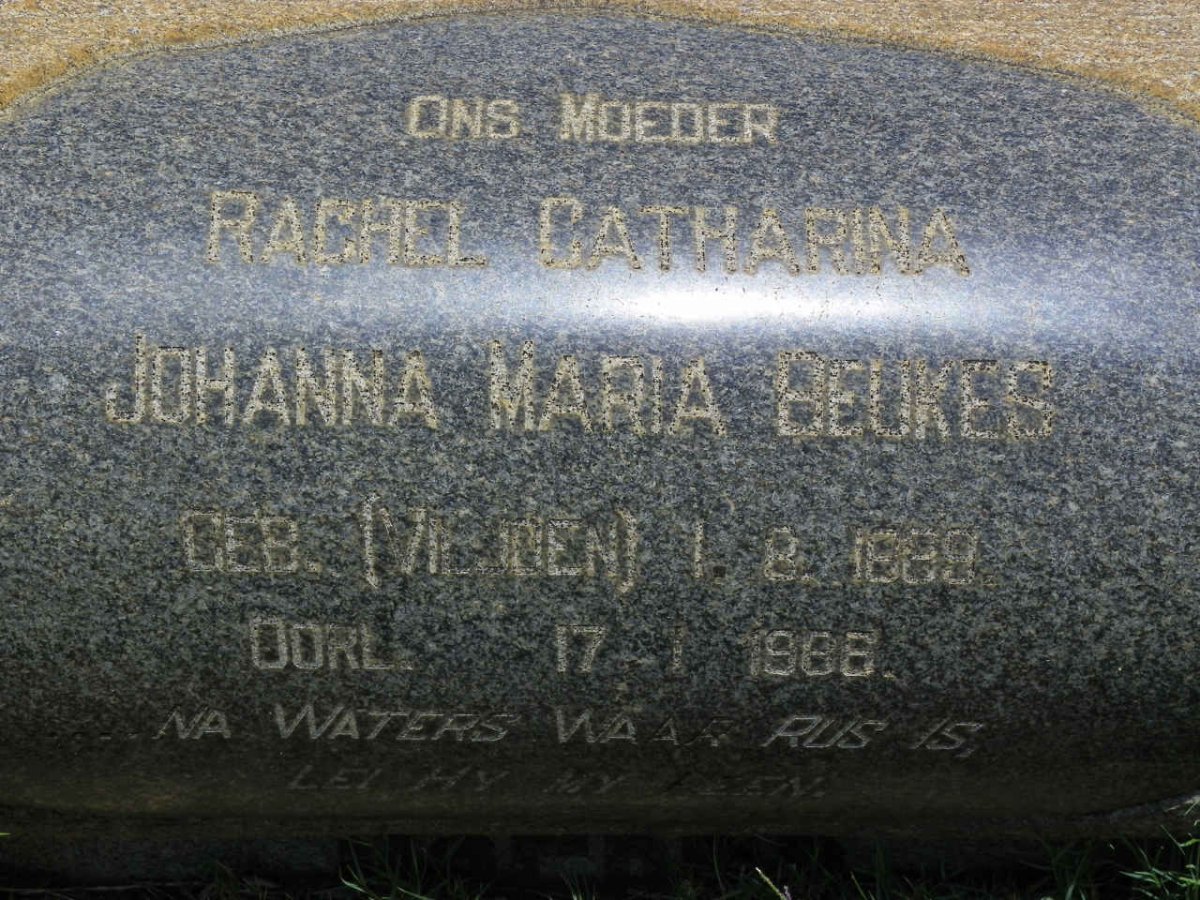 ONS MOEDER
RACHEL CATHARINA
JOHANNA MARIA BEUKES
GEB. (VILJOEN) 1. 8. 1889.
OORL. 17 - 1 1968.
....NA WATERS WAAR RUS IS,
LEI HY MY HEEN.